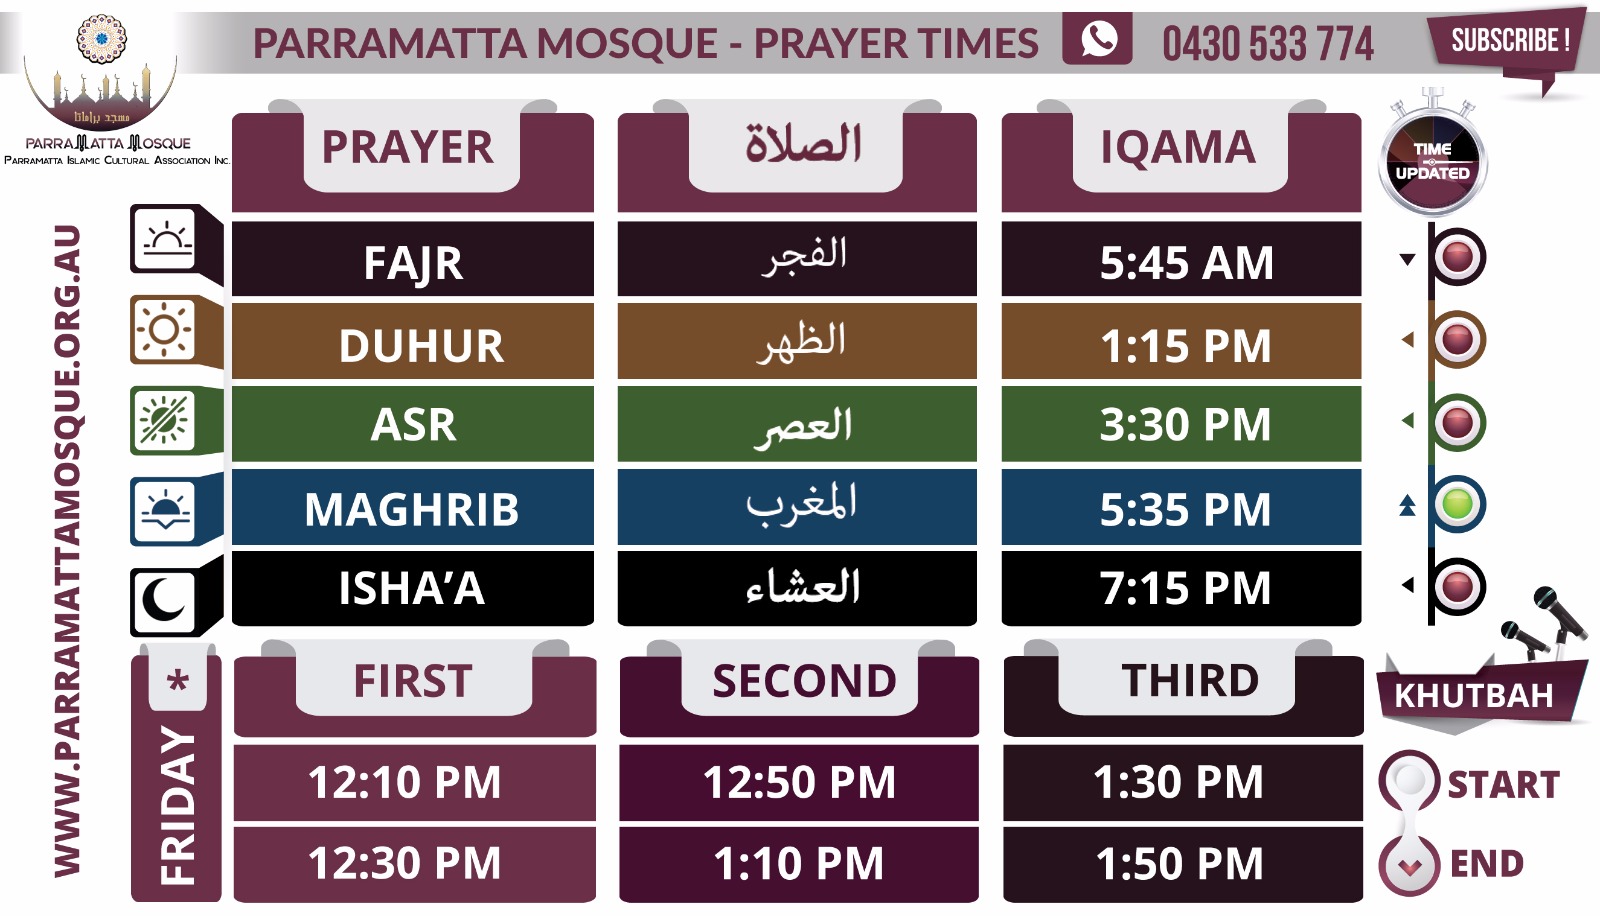 PARRAMATTA MOSQUE - PRAYER TIMES
0430 533 774
SUBSCRIBE !
مسجد براماتا
PARRAMATTA MOSQUE
PARRAMATTA ISLAMIC CULTURAL ASSOCIATION INC.
WWW.PARRAMATTAMOSQUE.ORG.AU
PRAYER الصلاة IQAMA
TIME
UPDATED
FAJR الفجر 5:45 AM
DUHUR الظهر 1:15 PM
ASR العصر 3:30 PM
MAGHRIB المغرب 5:35 PM
ISHA’A العشاء 7:15 PM
* FRIDAY
FIRST SECOND THIRD
KHUTBAH
12:10 PM 12:50 PM 1:30 PM START
12:30 PM 1:10 PM 1:50 PM END